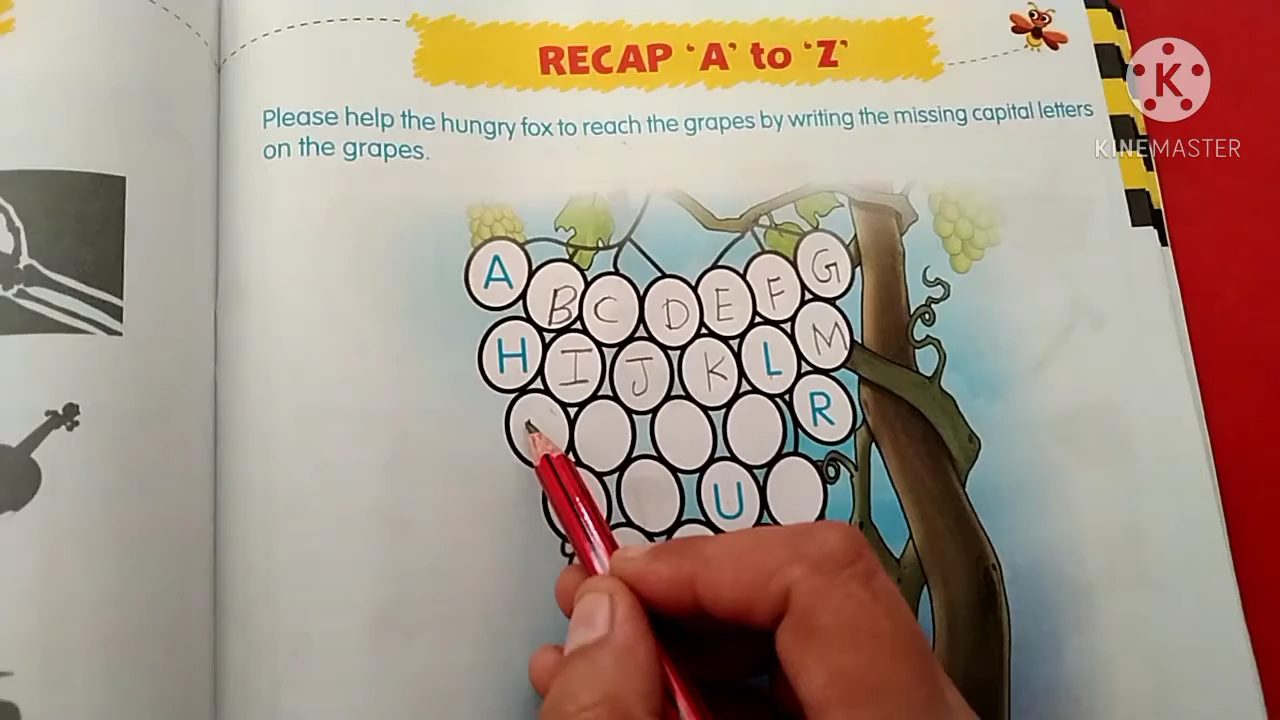 RECAP ‘A’ to ‘Z’
K
KINEMASTER
Please help the hungry fox to reach the grapes by writing the missing capital letters
on the grapes.
A B C D E F G
H I J K L M
R
U